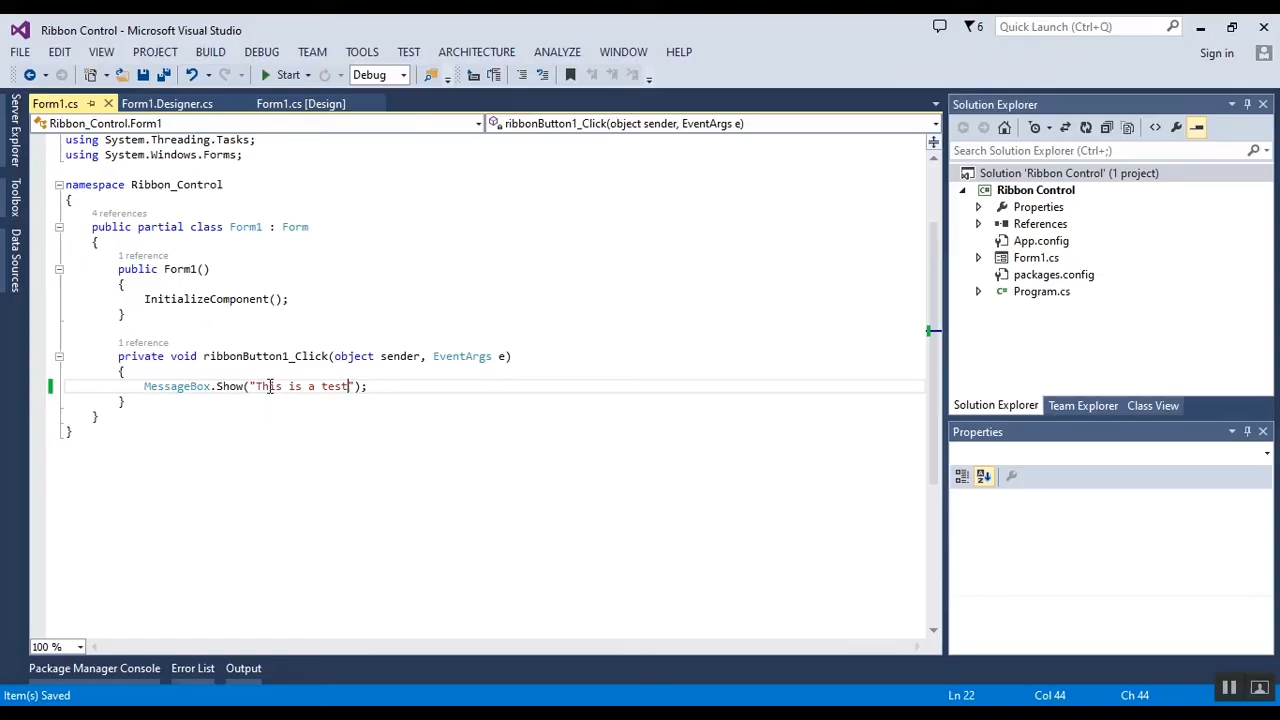 Ribbon Control - Microsoft Visual Studio
6
Quick Launch (Ctrl+Q)
FILE EDIT VIEW PROJECT BUILD DEBUG TEAM TOOLS TEST ARCHITECTURE ANALYZE WINDOW HELP
Sign in
Start Debug
Server Explorer
Toolbox
Data Sources
Form1.cs Form1.Designer.cs Form1.cs [Design]
Ribbon_Control.Form1 ribbonButton1_Click(object sender, EventArgs e)
using System.Threading.Tasks;
using System.Windows.Forms;
namespace Ribbon_Control
{
4 references
public partial class Form1 : Form
{
1 reference
public Form1()
{
InitializeComponent();
}
1 reference
private void ribbonButton1_Click(object sender, EventArgs e)
{
MessageBox.Show("This is a test");
}
}
}
100 %
Solution Explorer
Search Solution Explorer (Ctrl+;)
Solution 'Ribbon Control' (1 project)
Ribbon Control
Properties
References
App.config
Form1.cs
packages.config
Program.cs
Solution Explorer Team Explorer Class View
Properties
Package Manager Console Error List Output
Item(s) Saved Ln 22 Col 44 Ch 44